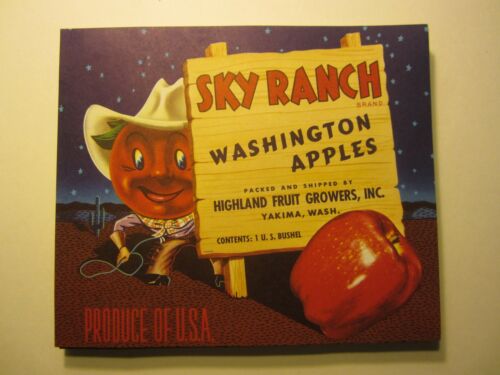 SKY RANCH
BRAND
WASHINGTON
APPLES
PACKED AND SHIPPED BY
HIGHLAND FRUIT GROWERS, INC.
YAKIMA, WASH.
CONTENTS: 1 U. S. BUSHEL
PRODUCE OF U.S.A.